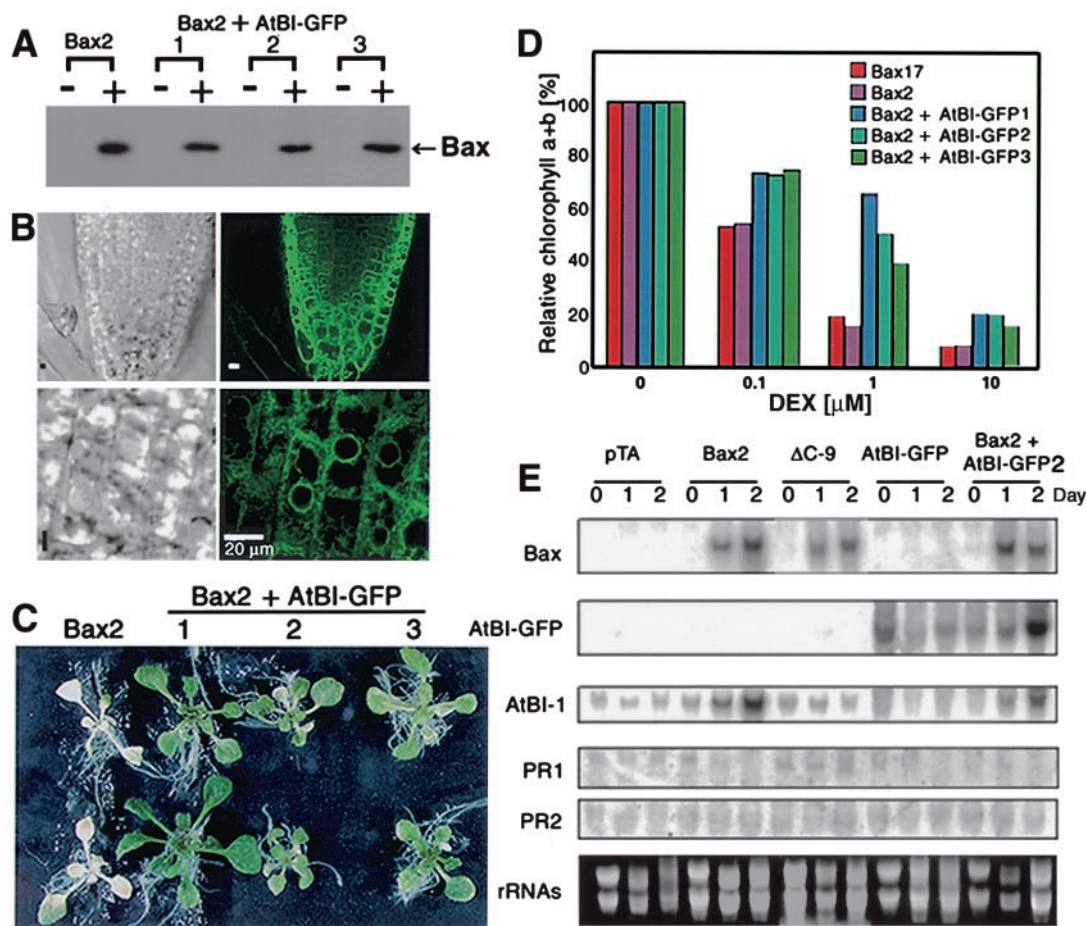 A
Bax2 + AtBI-GFP
Bax2 1 2 3
- + - + - + - +
← Bax
B
20 μm
C
Bax2 + AtBI-GFP
Bax2 1 2 3
D
Relative chlorophyll a+b [%]
100
80
60
40
20
0
Bax17
Bax2
Bax2 + AtBI-GFP1
Bax2 + AtBI-GFP2
Bax2 + AtBI-GFP3
0 0.1 1 10
DEX [μM]
E
pTA Bax2 ΔC-9 AtBI-GFP Bax2 + AtBI-GFP2
0 1 2 0 1 2 0 1 2 0 1 2 0 1 2 Day
Bax
AtBI-GFP
AtBI-1
PR1
PR2
rRNAs